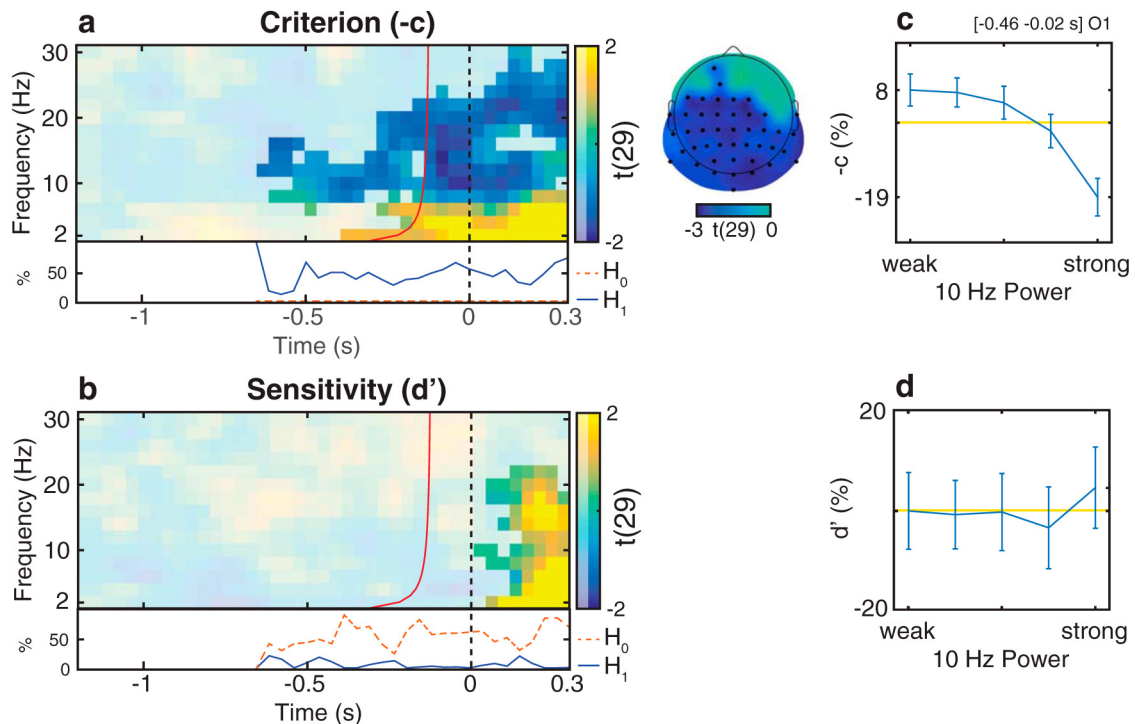 a
Criterion (-c)
Frequency (Hz)
30
20
10
2
2
t(29)
-2
%
50
0
H0
H1
-1
-0.5
0
0.3
Time (s)
-3 t(29) 0
c
[-0.46 -0.02 s] O1
-c (%)
8
-19
weak
strong
10 Hz Power
b
Sensitivity (d’)
Frequency (Hz)
30
20
10
2
2
t(29)
-2
%
50
0
H0
H1
-1
-0.5
0
0.3
Time (s)
d
d’ (%)
20
-20
weak
strong
10 Hz Power